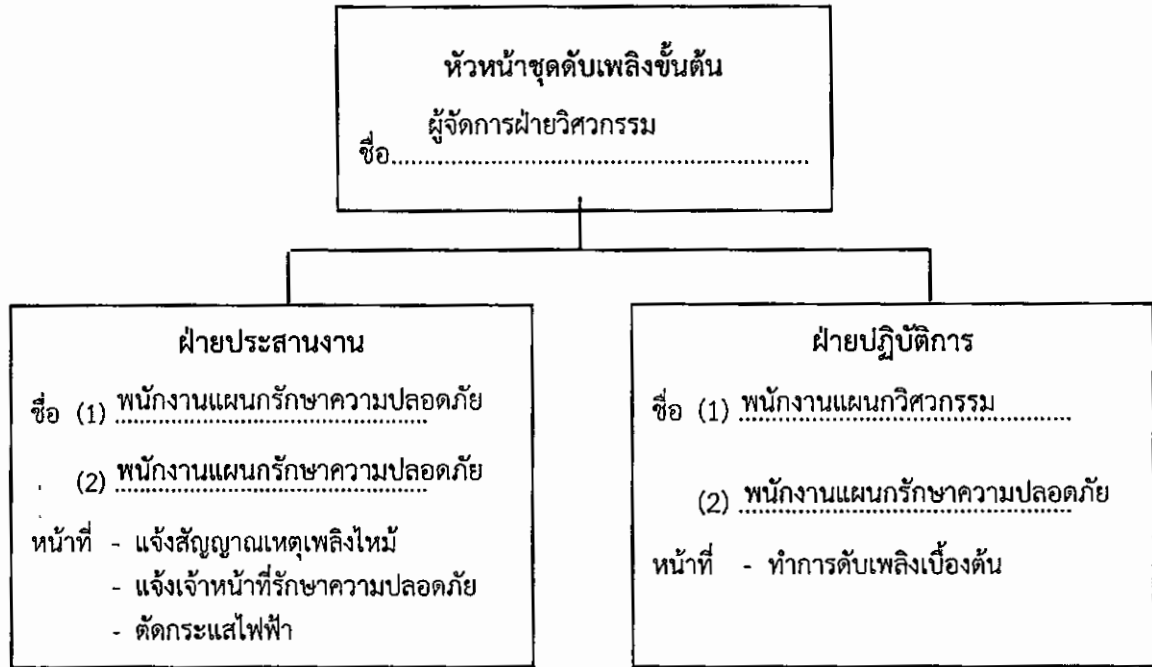 หัวหน้าชุดดับเพลิงขั้นต้น
ผู้จัดการฝ่ายวิศวกรรม
ชื่อ................................................................
ฝ่ายประสานงาน
ชื่อ (1) พนักงานแผนกรักษาความปลอดภัย
(2) พนักงานแผนกรักษาความปลอดภัย
หน้าที่ - แจ้งสัญญาณเหตุเพลิงไหม้
- แจ้งเจ้าหน้าที่รักษาความปลอดภัย
- ตัดกระแสไฟฟ้า
ฝ่ายปฏิบัติการ
ชื่อ (1) พนักงานแผนกวิศวกรรม
(2) พนักงานแผนกรักษาความปลอดภัย
หน้าที่ - ทำการดับเพลิงเบื้องต้น